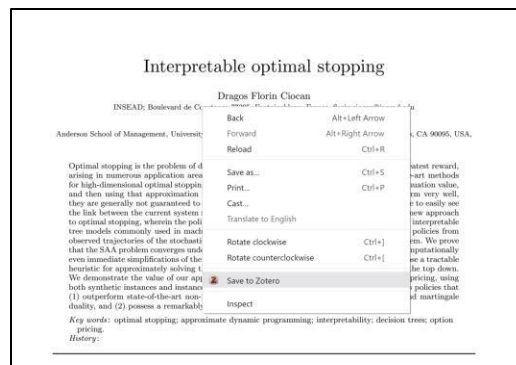 Interpretable optimal stopping
Dragos Florin Ciocan
INSEAD; Boulevard de
Anderson School of Management, University , CA 90095, USA,
Back Alt+Left Arrow
Forward Alt+Right Arrow
Reload Ctrl+R
Save as... Ctrl+S
Print... Ctrl+P
Cast...
Translate to English
Rotate clockwise Ctrl+]
Rotate counterclockwise Ctrl+[
Save to Zotero
Inspect
Optimal stopping is the problem of d eatest reward,
arising in numerous application area -art methods
for high-dimensional optimal stoppin nuation value,
and then using that approximation rm very well,
they are generally not guaranteed to e to easily see
the link between the current system new approach
to optimal stopping, wherein the poli interpretable
tree models commonly used in mach policies from
observed trajectories of the stochasti em. We prove
that the SAA problem converges und mputationally
even immediate simplifications of the se a tractable
heuristic for approximately solving t the top down.
We demonstrate the value of our app pricing, using
both synthetic instances and instanc policies that
(1) outperform state-of-the-art non- d martingale
duality, and (2) possess a remarkabl
Key words: optimal stopping; approximate dynamic programming; interpretability; decision trees; option
pricing.
History: